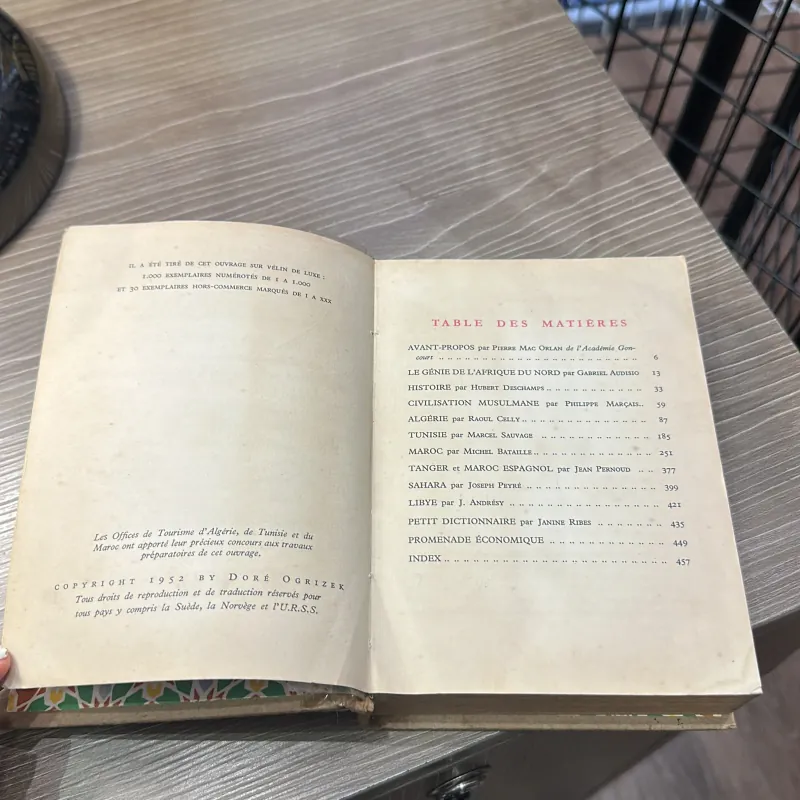 IL A ÉTÉ TIRÉ DE CET OUVRAGE SUR VÉLIN DE LUXE :
1.000 EXEMPLAIRES NUMÉROTÉS DE 1 A 1.000
ET 30 EXEMPLAIRES HORS-COMMERCE MARQUÉS DE I A XXX
Les Offices de Tourisme d'Algérie, de Tunisie et du
Maroc ont apporté leur précieux concours aux travaux
préparatoires de cet ouvrage.
COPYRIGHT 1952 BY DORÉ OGRIZEK
Tous droits de reproduction et de traduction réservés pour
tous pays y compris la Suède, la Norvège et l'U.R.S.S.
TABLE DES MATIÈRES
AVANT-PROPOS par PIERRE MAC ORLAN de l'Académie Gon-
court .. .. .. .. .. .. .. .. .. .. .. .. .. .. .. .. 6
LE GÉNIE DE L'AFRIQUE DU NORD par GABRIEL AUDISIO 13
HISTOIRE par HUBERT DESCHAMPS .. .. .. .. .. .. .. .. 33
CIVILISATION MUSULMANE par PHILIPPE MARÇAIS .. 59
ALGÉRIE par RAOUL CELLY .. .. .. .. .. .. .. .. .. .. 87
TUNISIE par MARCEL SAUVAGE .. .. .. .. .. .. .. .. 185
MAROC par MICHEL BATAILLE .. .. .. .. .. .. .. .. .. 251
TANGER et MAROC ESPAGNOL par JEAN PERNOUD .. .. 377
SAHARA par JOSEPH PEYRÉ .. .. .. .. .. .. .. .. .. .. 399
LIBYE par J. ANDRÉSY .. .. .. .. .. .. .. .. .. .. .. 421
PETIT DICTIONNAIRE par JANINE RIBES .. .. .. .. .. 435
PROMENADE ÉCONOMIQUE .. .. .. .. .. .. .. .. .. 449
INDEX .. .. .. .. .. .. .. .. .. .. .. .. .. .. .. .. 457